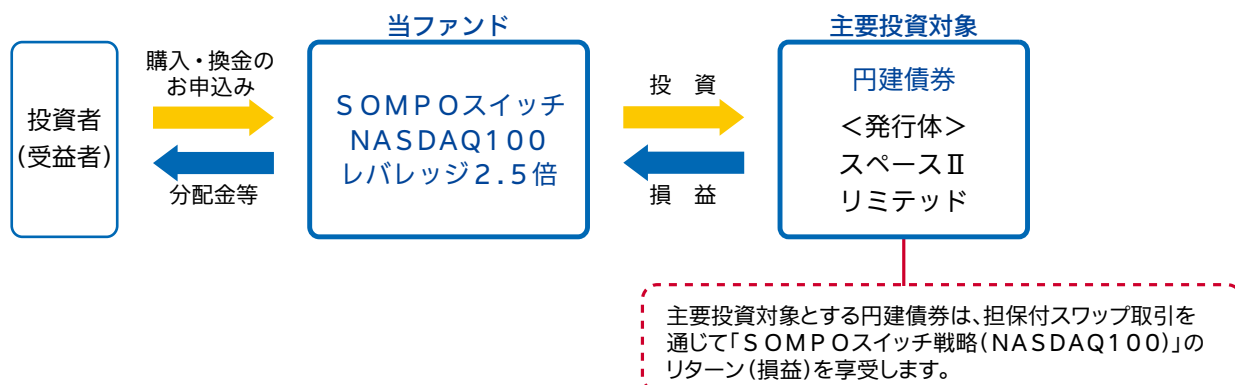 投資者
(受益者)
購入・換金の
お申込み
分配金等
当ファンド
SOMPOスイッチ
NASDAQ100
レバレッジ2.5倍
投 資
損 益
主要投資対象
円建債券
<発行体>
スペースⅡ
リミテッド
主要投資対象とする円建債券は、担保付スワップ取引を
通じて「SOMPOスイッチ戦略(NASDAQ100)」の
リターン(損益)を享受します。